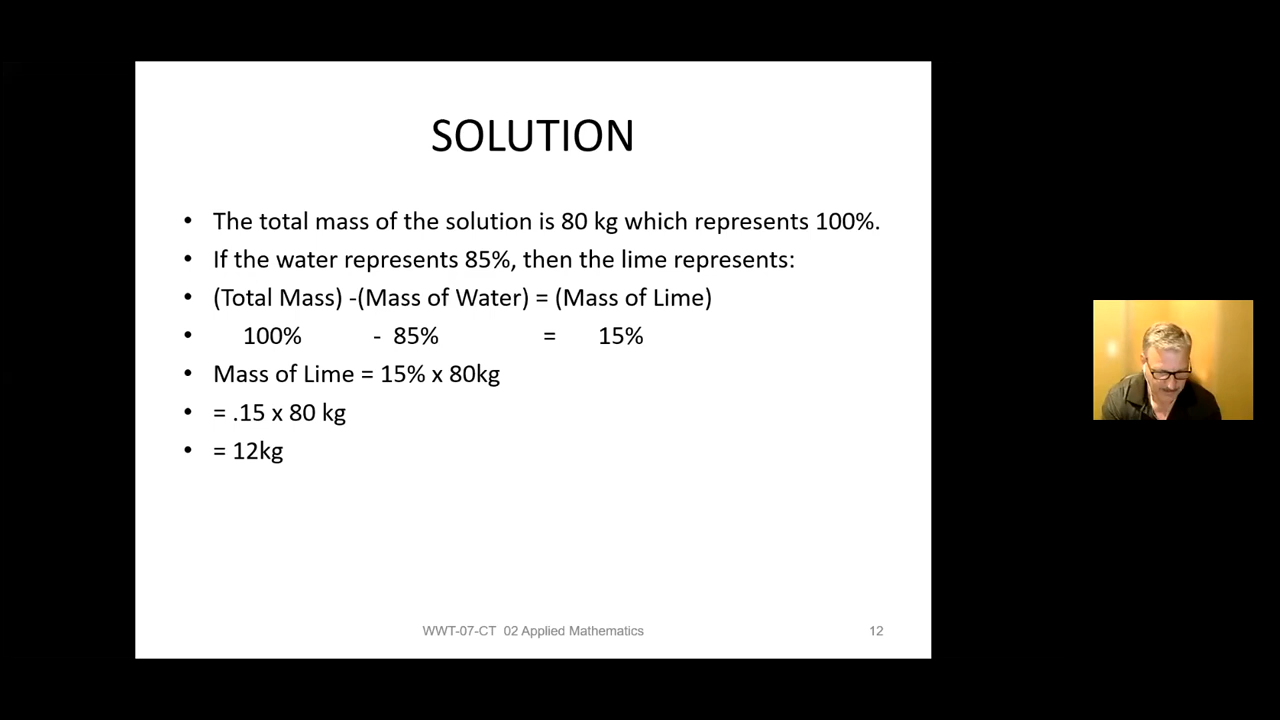 SOLUTION
• The total mass of the solution is 80 kg which represents 100%.
• If the water represents 85%, then the lime represents:
• (Total Mass) -(Mass of Water) = (Mass of Lime)
• 100% - 85% = 15%
• Mass of Lime = 15% x 80kg
• = .15 x 80 kg
• = 12kg
WWT-07-CT 02 Applied Mathematics 12